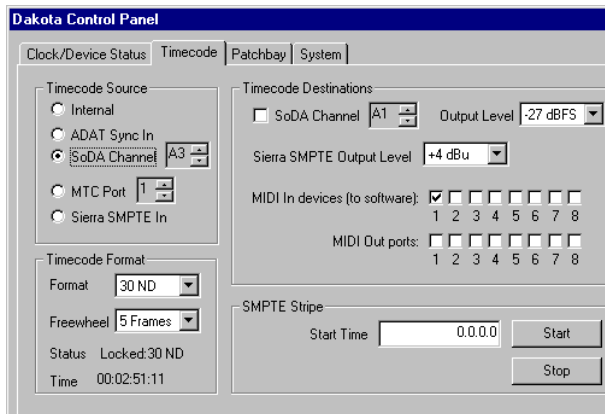 Dakota Control Panel
Clock/Device Status Timecode Patchbay System
Timecode Source
Internal
ADAT Sync In
SoDA Channel A3
MTC Port 1
Sierra SMPTE In
Timecode Format
Format 30 ND
Freewheel 5 Frames
Status Locked:30 ND
Time 00:02:51:11
Timecode Destinations
SoDA Channel A1 Output Level -27 dBFS
Sierra SMPTE Output Level +4 dBu
MIDI In devices (to software):
1 2 3 4 5 6 7 8
MIDI Out ports:
1 2 3 4 5 6 7 8
SMPTE Stripe
Start Time 0.0.0.0 Start
Stop